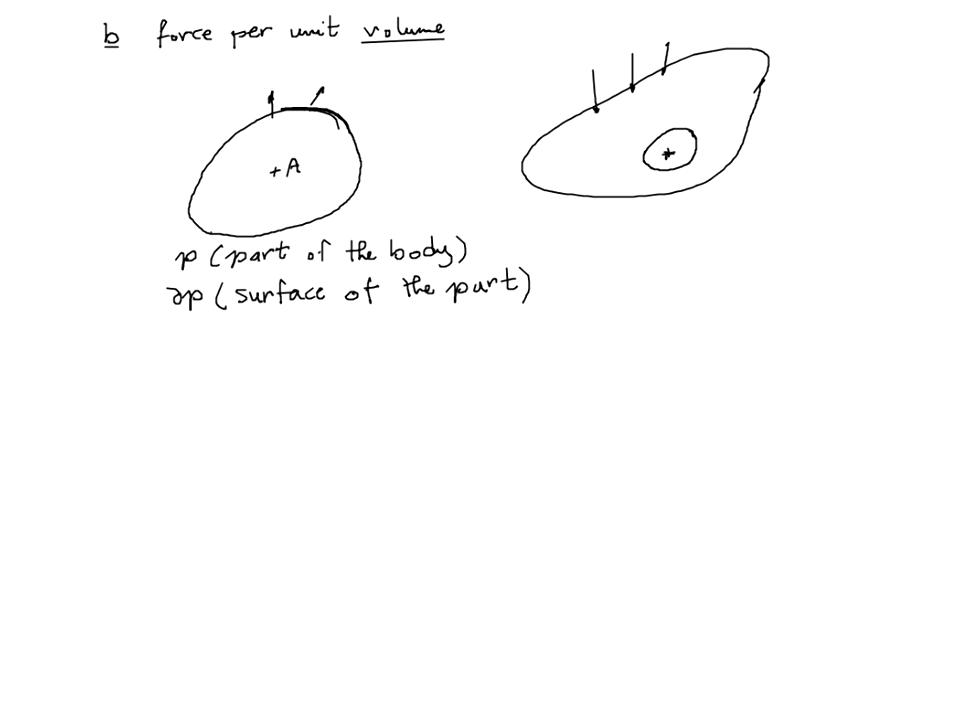 b force per unit volume
+ A
p (part of the body)
∂p (surface of the part)